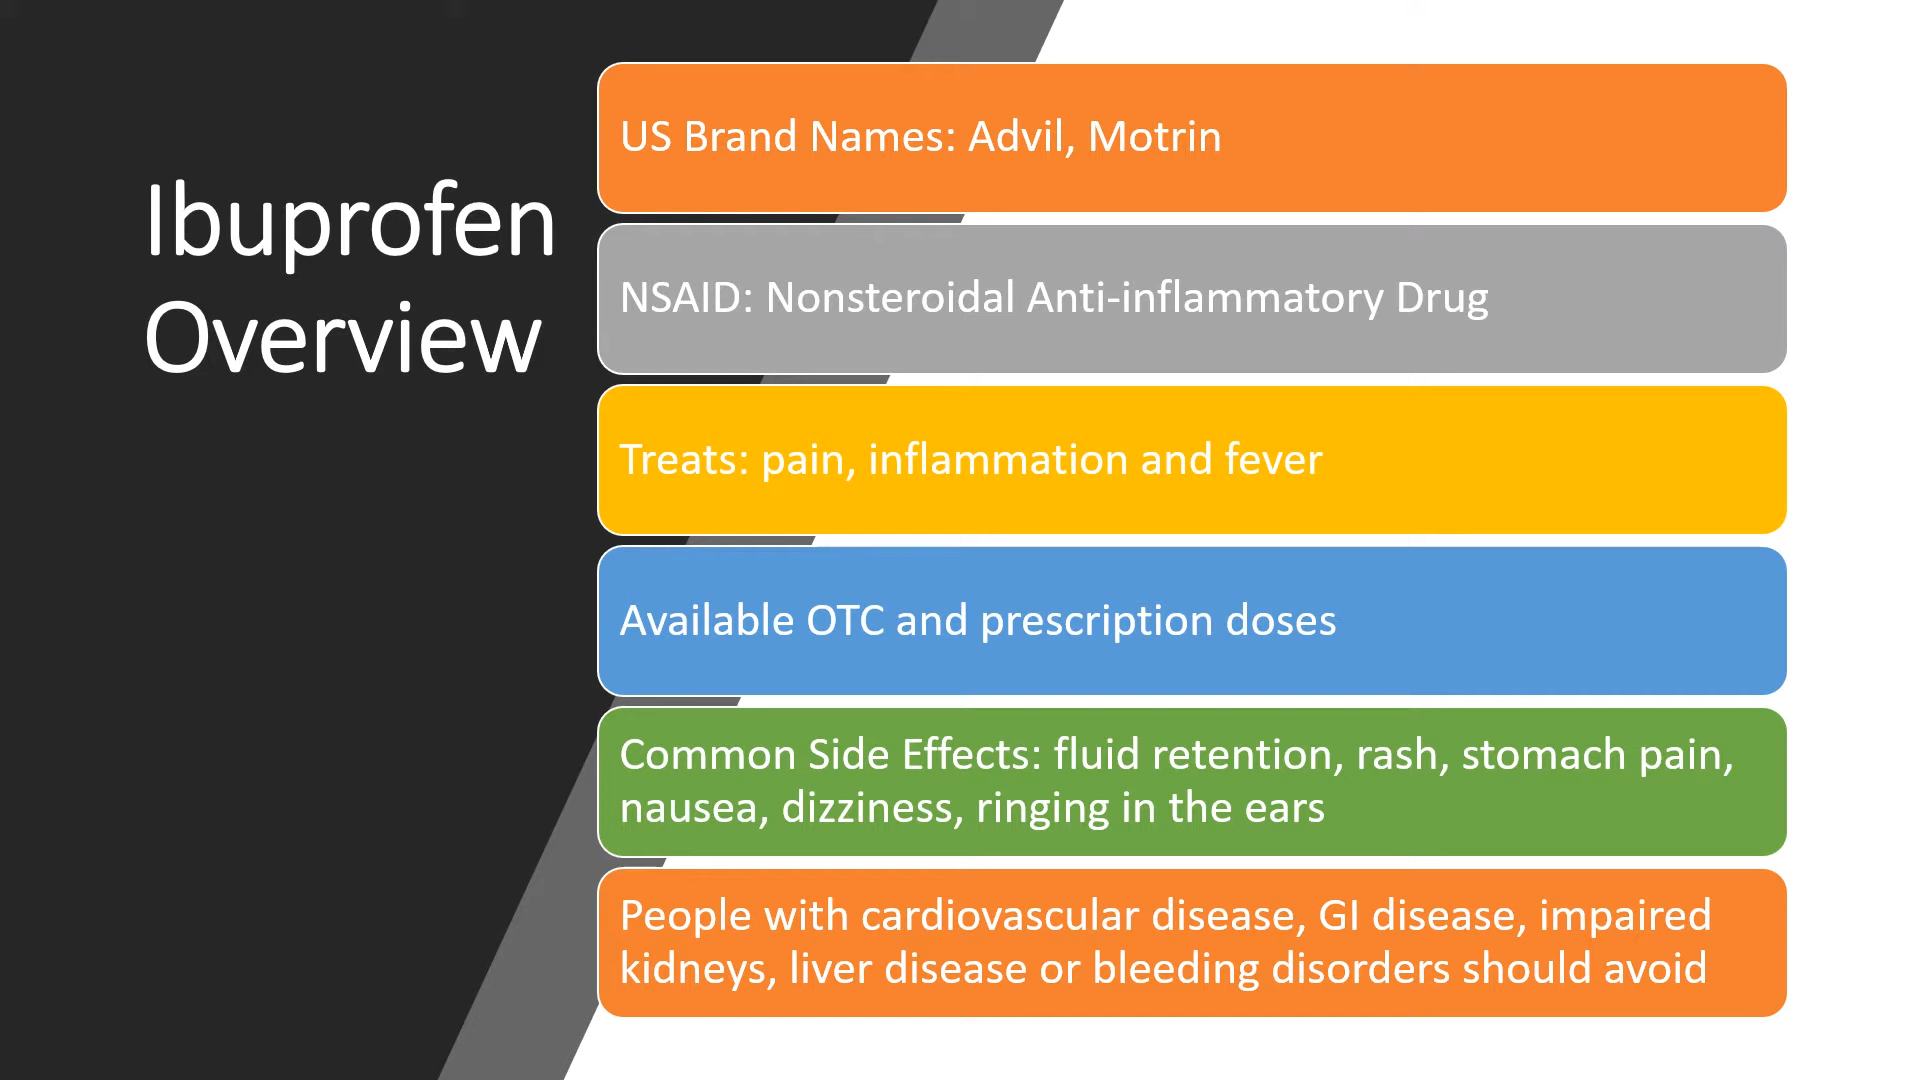 Ibuprofen
Overview
US Brand Names: Advil, Motrin
NSAID: Nonsteroidal Anti-inflammatory Drug
Treats: pain, inflammation and fever
Available OTC and prescription doses
Common Side Effects: fluid retention, rash, stomach pain,
nausea, dizziness, ringing in the ears
People with cardiovascular disease, GI disease, impaired
kidneys, liver disease or bleeding disorders should avoid